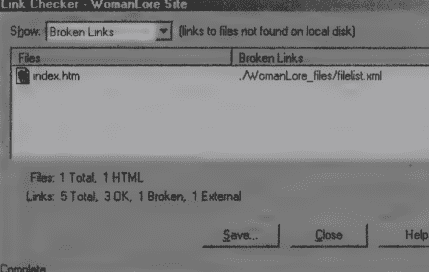 Link Checker - WomanLore Site
Show: Broken Links (links to files not found on local disk)
Files Broken Links
index.htm ./WomanLore_files/filelist.xml
Files: 1 Total, 1 HTML
Links: 5 Total, 3 OK, 1 Broken, 1 External
Save... Close Help
Complete